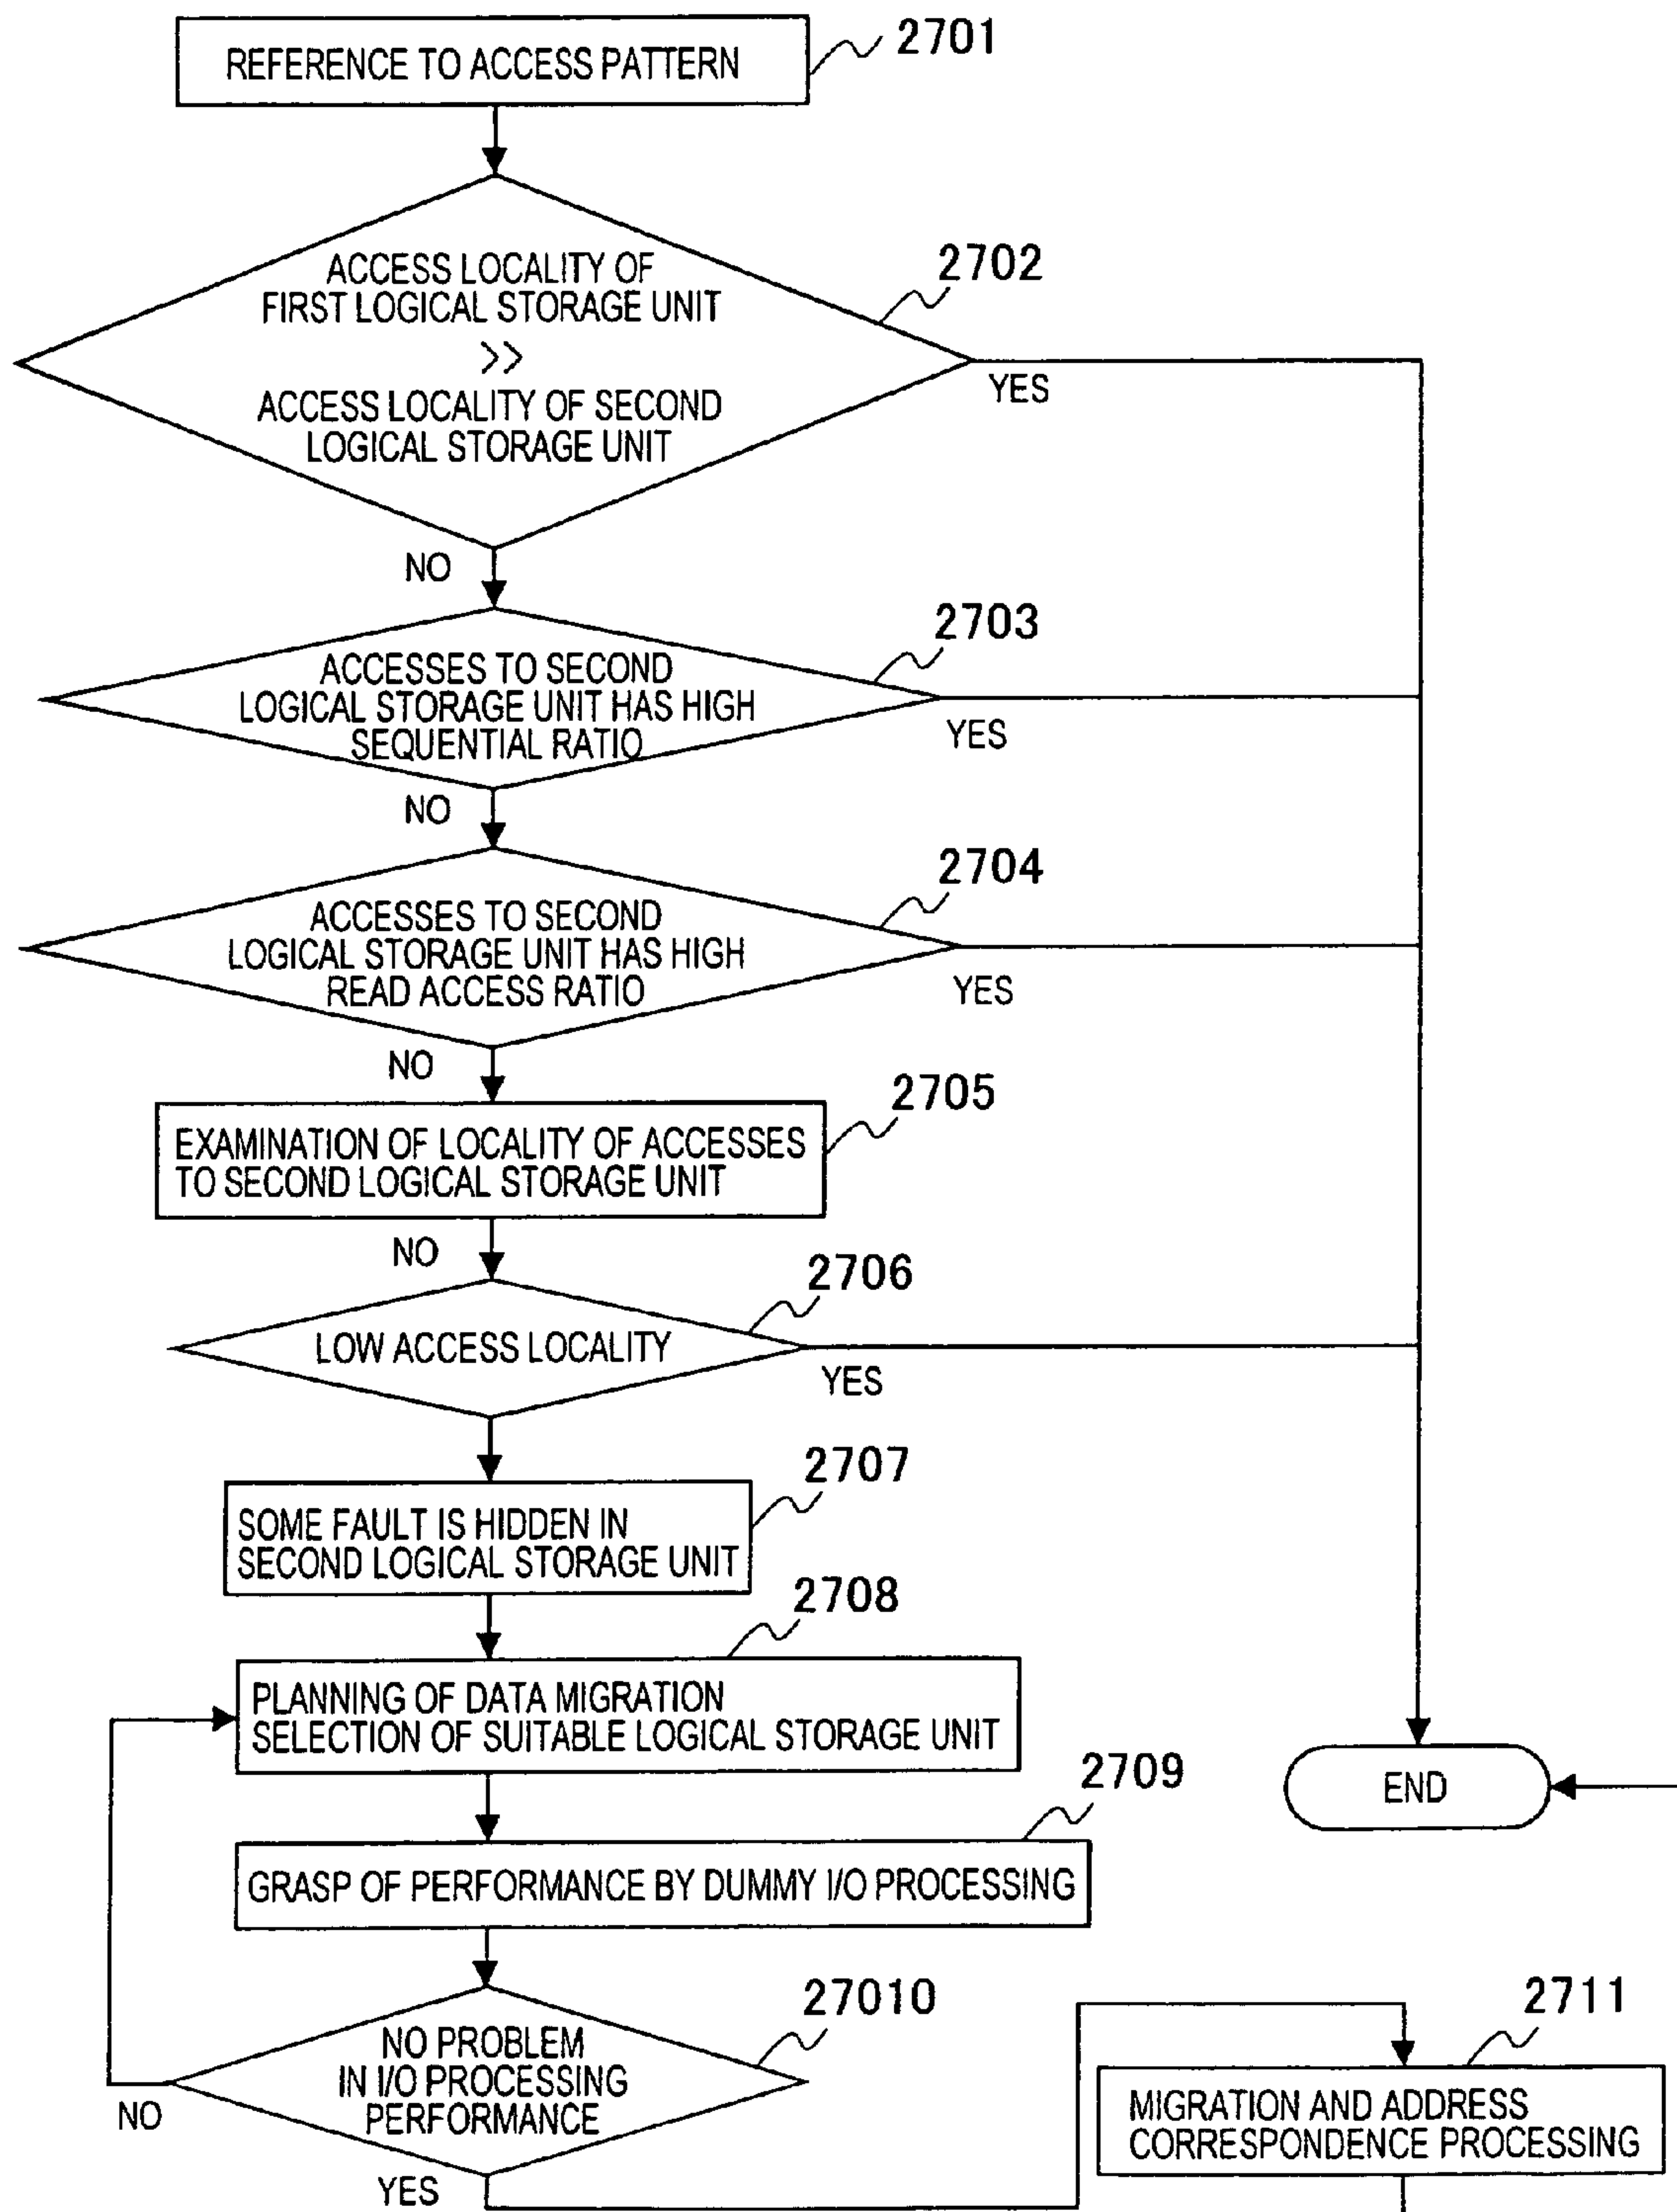 REFERENCE TO ACCESS PATTERN
2701
ACCESS LOCALITY OF
FIRST LOGICAL STORAGE UNIT
>>
ACCESS LOCALITY OF SECOND
LOGICAL STORAGE UNIT
2702
YES
NO
ACCESSES TO SECOND
LOGICAL STORAGE UNIT HAS HIGH
SEQUENTIAL RATIO
2703
YES
NO
ACCESSES TO SECOND
LOGICAL STORAGE UNIT HAS HIGH
READ ACCESS RATIO
2704
YES
NO
EXAMINATION OF LOCALITY OF ACCESSES
TO SECOND LOGICAL STORAGE UNIT
2705
NO
LOW ACCESS LOCALITY
2706
YES
SOME FAULT IS HIDDEN IN
SECOND LOGICAL STORAGE UNIT
2707
PLANNING OF DATA MIGRATION
SELECTION OF SUITABLE LOGICAL STORAGE UNIT
2708
END
GRASP OF PERFORMANCE BY DUMMY I/O PROCESSING
2709
NO PROBLEM
IN I/O PROCESSING
PERFORMANCE
27010
NO
YES
MIGRATION AND ADDRESS
CORRESPONDENCE PROCESSING
2711